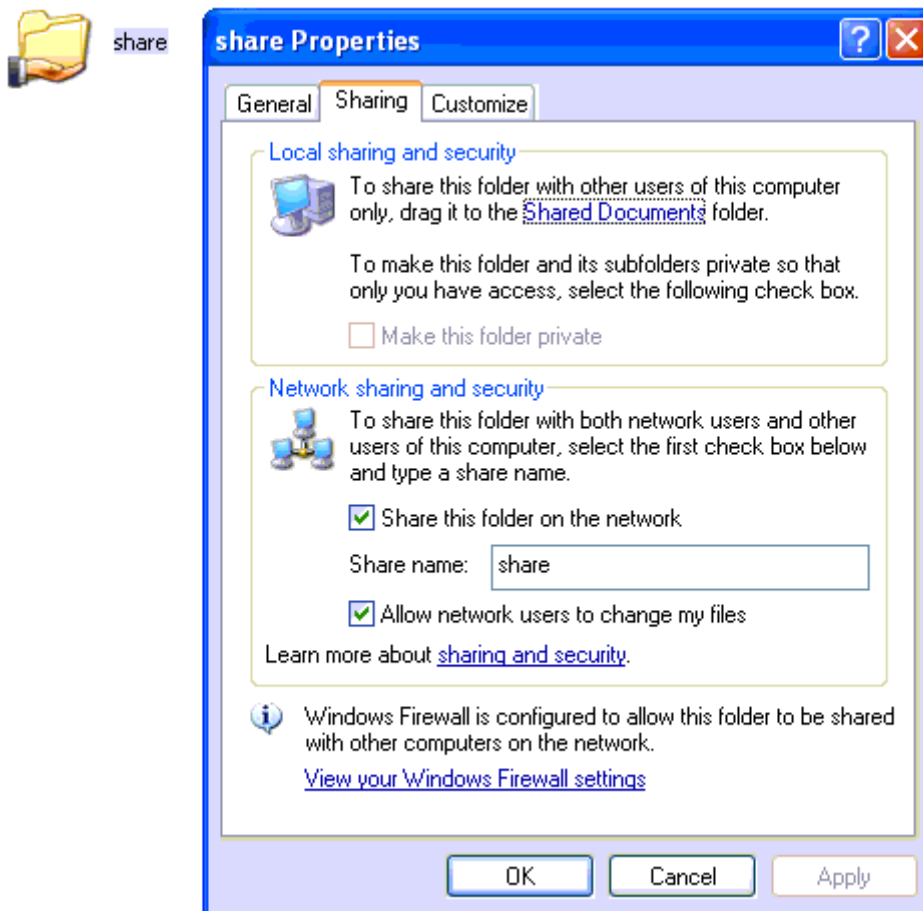 share
share Properties
General Sharing Customize
Local sharing and security
To share this folder with other users of this computer
only, drag it to the Shared Documents folder.
To make this folder and its subfolders private so that
only you have access, select the following check box.
Make this folder private
Network sharing and security
To share this folder with both network users and other
users of this computer, select the first check box below
and type a share name.
Share this folder on the network
Share name: share
Allow network users to change my files
Learn more about sharing and security.
Windows Firewall is configured to allow this folder to be shared
with other computers on the network.
View your Windows Firewall settings
OK Cancel Apply